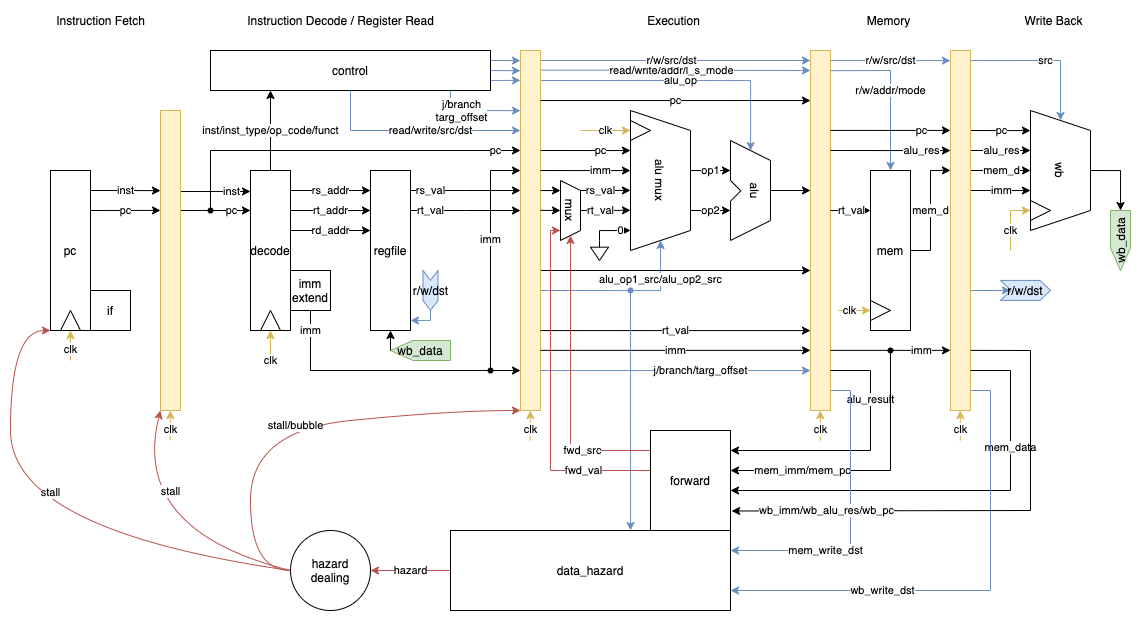 Instruction Fetch
Instruction Decode / Register Read
Execution
Memory
Write Back
control
r/w/src/dst
read/write/addr/l_s_mode
alu_op
r/w/src/dst
src
r/w/addr/mode
j/branch
targ_offset
pc
inst/inst_type/op_code/funct
read/write/src/dst
clk
pc
pc
pc
pc
alu_res
alu_res
inst
inst
rs_addr
rs_val
imm
rs_val
op1
mem_d
imm
pc
pc
rt_addr
rt_val
rt_val
op2
rt_val
mem_d
rd_addr
0
mux
alu mux
alu
wb
clk
wb_data
pc
decode
regfile
imm
mem
imm
extend
alu_op1_src/alu_op2_src
r/w/dst
r/w/dst
if
clk
imm
rt_val
clk
clk
wb_data
imm
imm
j/branch/targ_offset
alu_result
stall/bubble
clk
clk
clk
clk
fwd_src
mem_data
fwd_val
mem_imm/mem_pc
forward
stall
stall
wb_imm/wb_alu_res/wb_pc
mem_write_dst
hazard
dealing
hazard
data_hazard
wb_write_dst